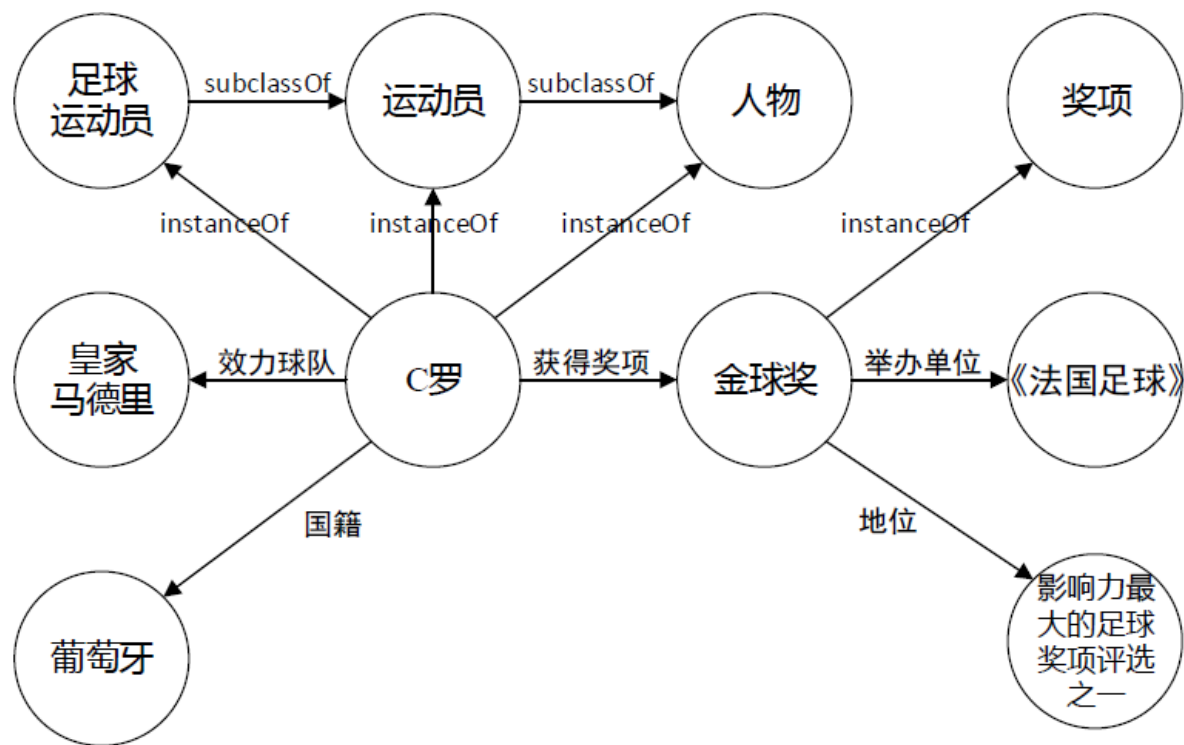 足球
运动员
subclassOf
运动员
subclassOf
人物
奖项
instanceOf
instanceOf
instanceOf
instanceOf
皇家
马德里
效力球队
C罗
获得奖项
金球奖
举办单位
《法国足球》
国籍
地位
葡萄牙
影响力最
大的足球
奖项评选
之一